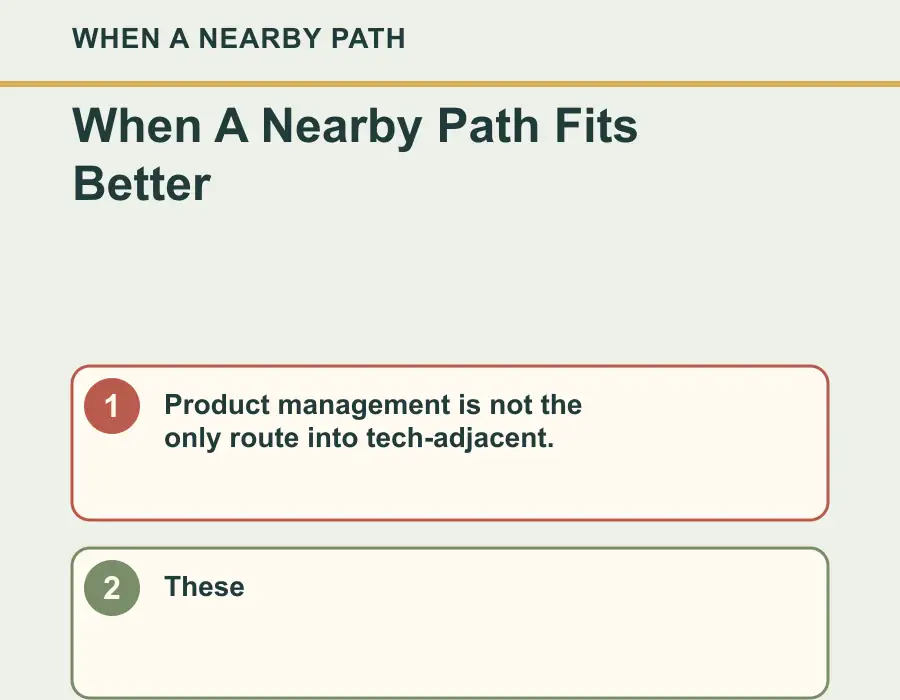 WHEN A NEARBY PATH
When A Nearby Path Fits
Better
1
Product management is not the
only route into tech-adjacent.
2
These